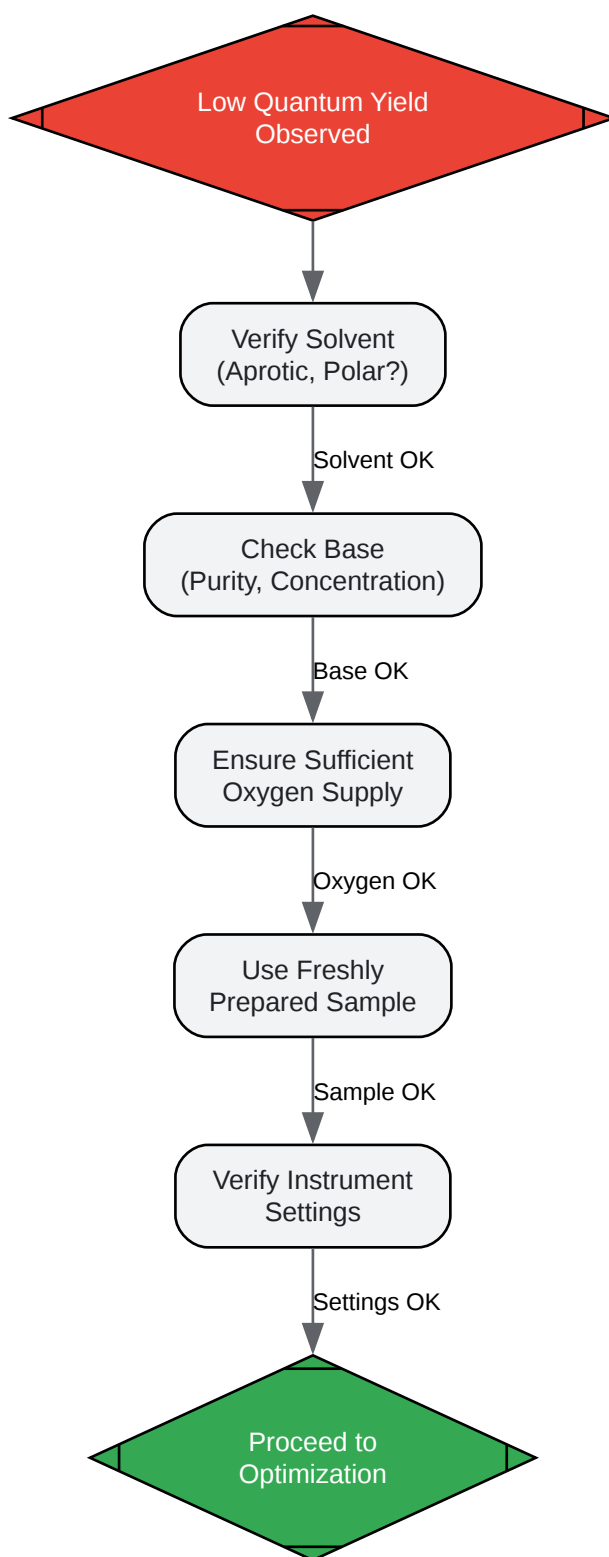 Low Quantum Yield
Observed
Verify Solvent
(Aprotic, Polar?)
Solvent OK
Check Base
(Purity, Concentration)
Base OK
Ensure Sufficient
Oxygen Supply
Oxygen OK
Use Freshly
Prepared Sample
Sample OK
Verify Instrument
Settings
Settings OK
Proceed to
Optimization